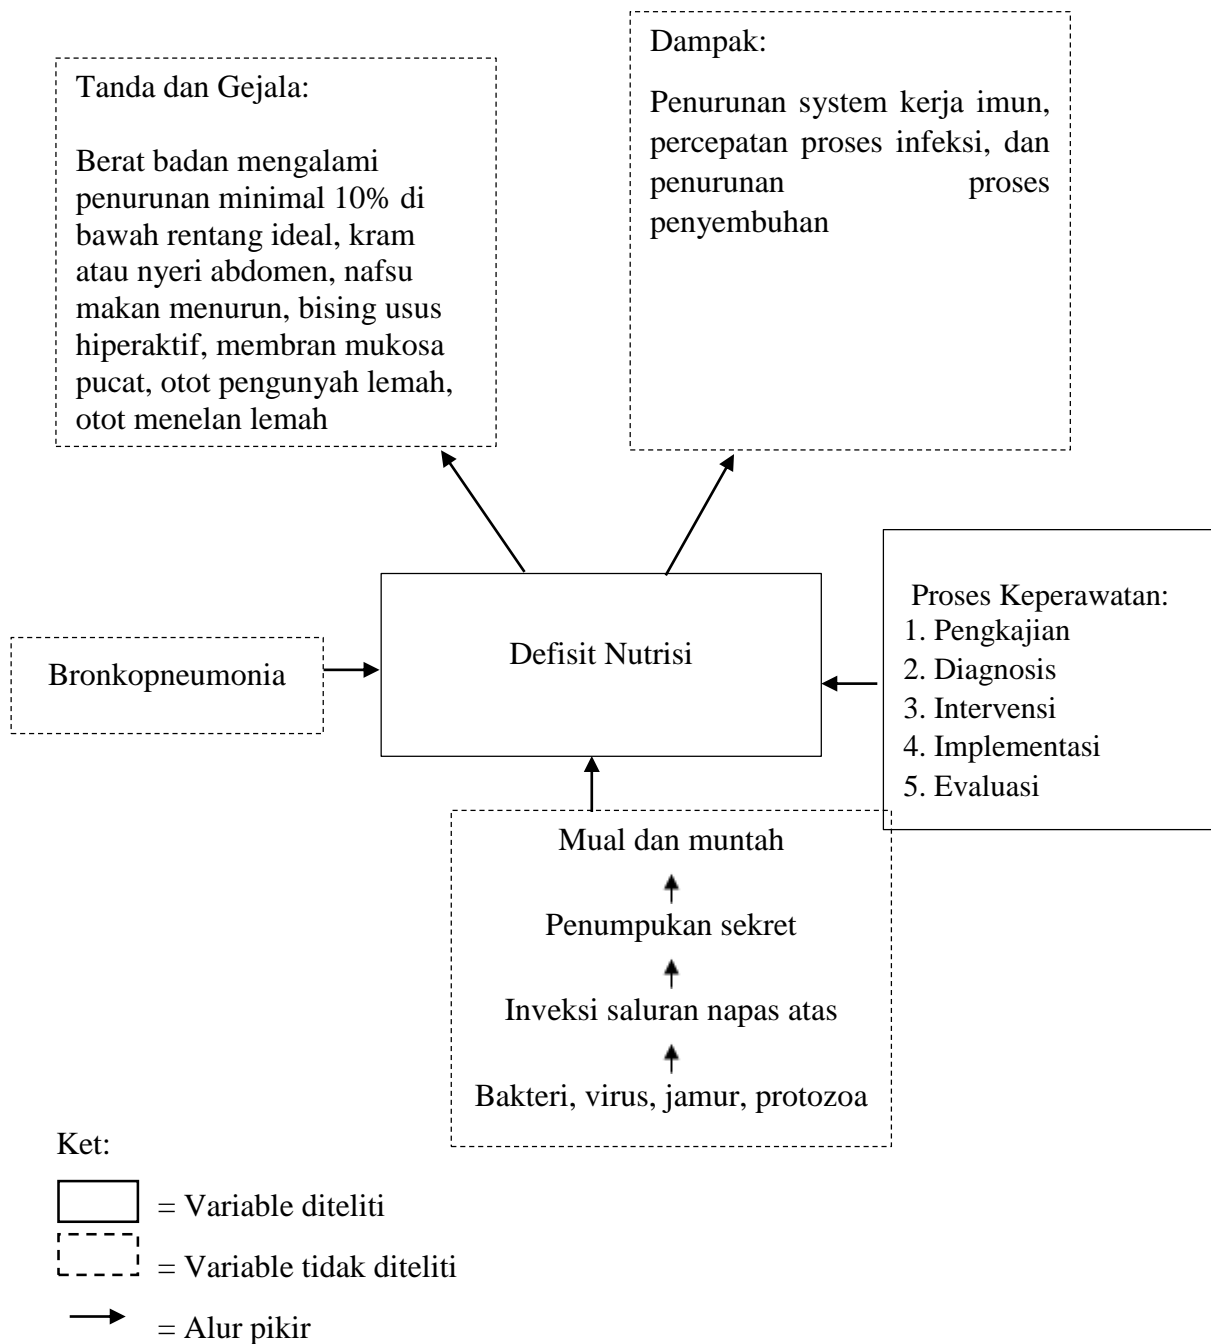 Tanda dan Gejala:
Berat badan mengalami
penurunan minimal 10% di
bawah rentang ideal, kram
atau nyeri abdomen, nafsu
makan menurun, bising usus
hiperaktif, membran mukosa
pucat, otot pengunyah lemah,
otot menelan lemah
Dampak:
Penurunan system kerja imun,
percepatan proses infeksi, dan
penurunan proses
penyembuhan
Bronkopneumonia
Defisit Nutrisi
Proses Keperawatan:
1. Pengkajian
2. Diagnosis
3. Intervensi
4. Implementasi
5. Evaluasi
Mual dan muntah
Penumpukan sekret
Inveksi saluran napas atas
Bakteri, virus, jamur, protozoa
Ket:
= Variable diteliti
= Variable tidak diteliti
= Alur pikir